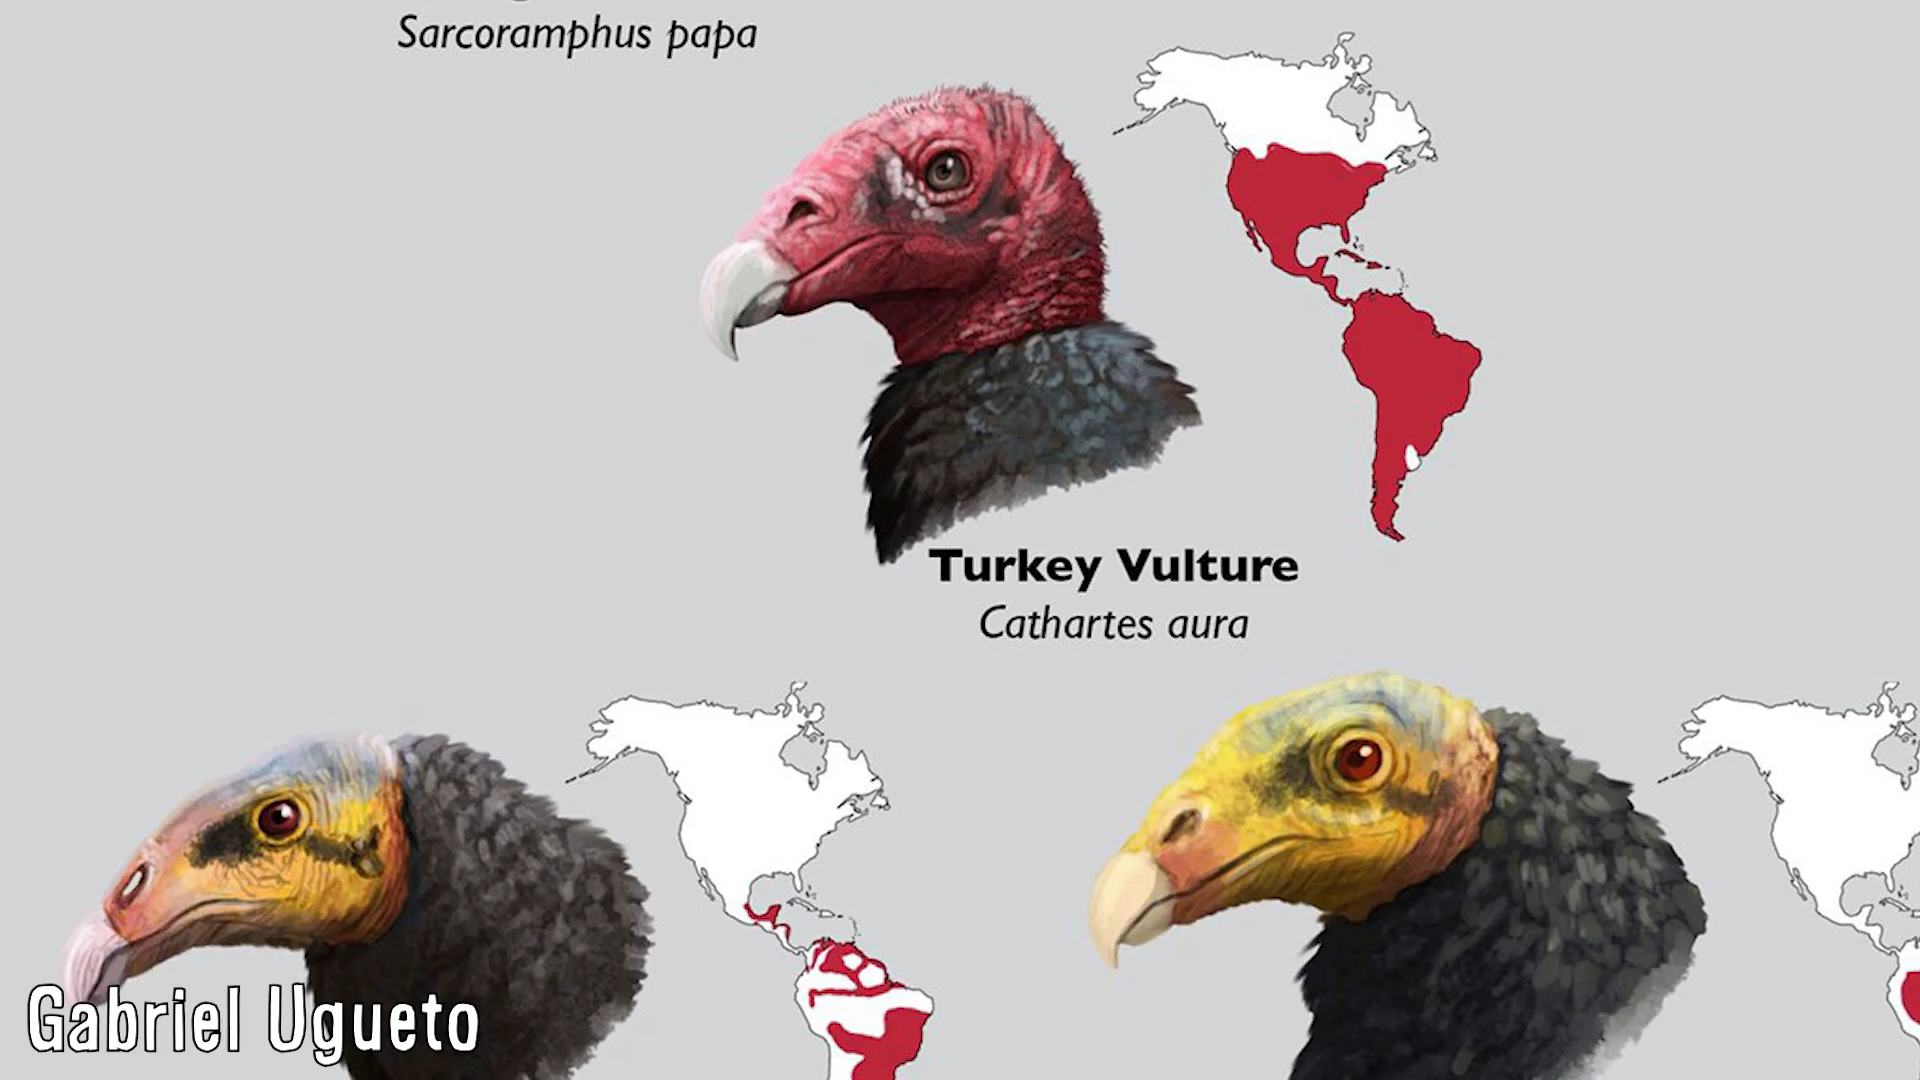 Sarcoramphus papa
Turkey Vulture
Cathartes aura
Gabriel Ugueto